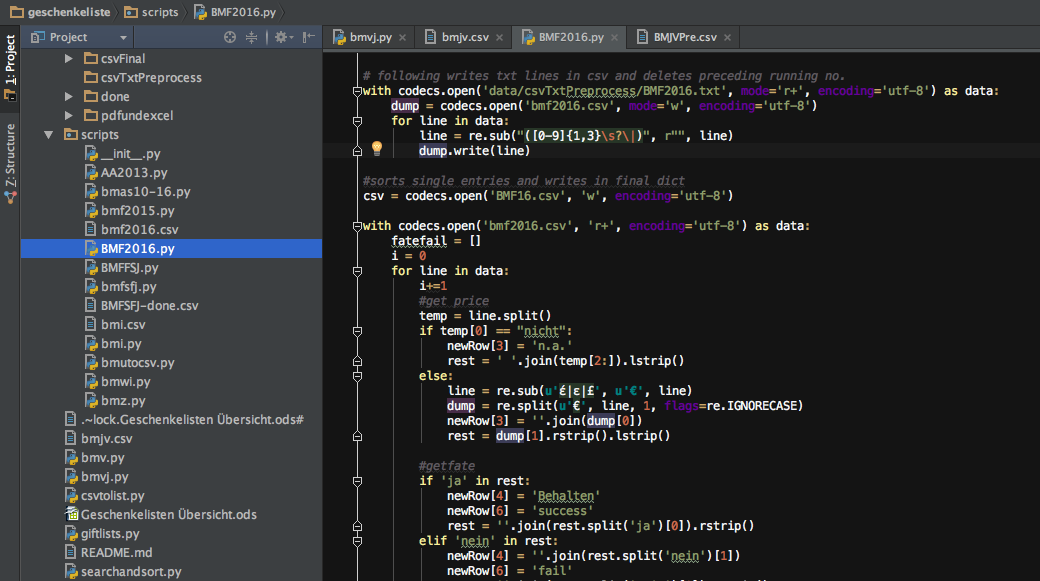 geschenkeliste scripts BMF2016.py
Project
bmvj.py bmjv.csv BMF2016.py BMJVPre.csv
1: Project
Z: Structure
csvFinal
csvTxtPreprocess
done
pdfundexcel
scripts
__init__.py
AA2013.py
bmas10-16.py
bmf2015.py
bmf2016.csv
BMF2016.py
BMFFSJ.py
bmfsfj.py
BMFSFJ-done.csv
bmi.csv
bmi.py
bmutocsv.py
bmwi.py
bmz.py
.~lock.Geschenkelisten Übersicht.ods#
bmjv.csv
bmv.py
bmvj.py
csvtolist.py
Geschenkelisten Übersicht.ods
giftlists.py
README.md
searchandsort.py
# following writes txt lines in csv and deletes preceding running no.
with codecs.open('data/csvTxtPreprocess/BMF2016.txt', mode='r+', encoding='utf-8') as data:
dump = codecs.open('bmf2016.csv', mode='w', encoding='utf-8')
for line in data:
line = re.sub("([0-9]{1,3}\s?\|)", r"", line)
dump.write(line)
#sorts single entries and writes in final dict
csv = codecs.open('BMF16.csv', 'w', encoding='utf-8')
with codecs.open('bmf2016.csv', 'r+', encoding='utf-8') as data:
fatefail = []
i = 0
for line in data:
i+=1
#get price
temp = line.split()
if temp[0] == "nicht":
newRow[3] = 'n.a.'
rest = ' '.join(temp[2:]).lstrip()
else:
line = re.sub(u'€|ε|£', u'€', line)
dump = re.split(u'€', line, 1, flags=re.IGNORECASE)
newRow[3] = ''.join(dump[0])
rest = dump[1].rstrip().lstrip()
#getfate
if 'ja' in rest:
newRow[4] = 'Behalten'
newRow[6] = 'success'
rest = ''.join(rest.split('ja')[0]).rstrip()
elif 'nein' in rest:
newRow[4] = ''.join(rest.split('nein')[1])
newRow[6] = 'fail'